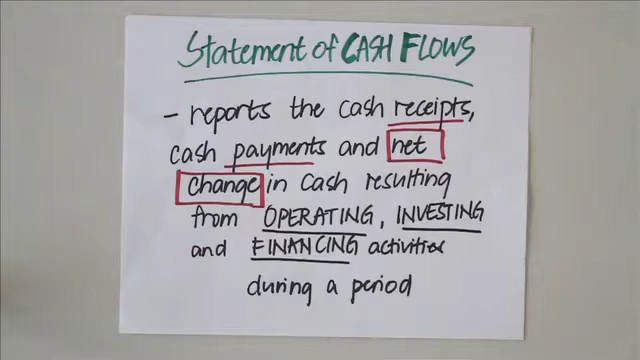 Statement of CASH FLOWS
- reports the cash receipts,
cash payments and net
change in cash resulting
from OPERATING, INVESTING
and FINANCING activities
during a period